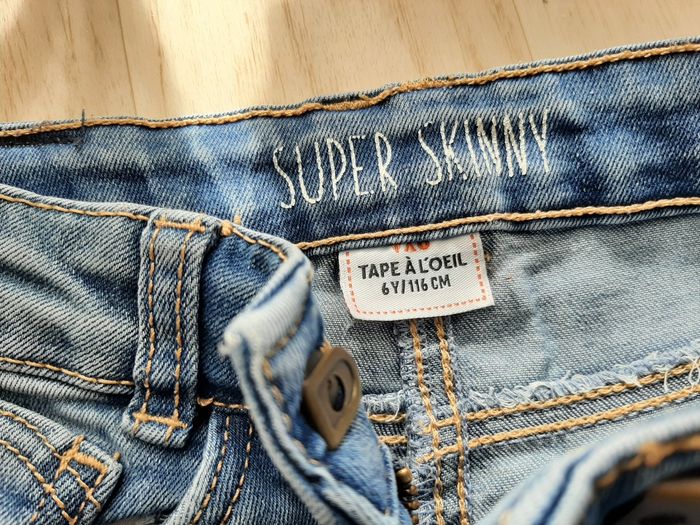 SUPER SKINNY
TAPE À L'OEIL
6Y/116 CM